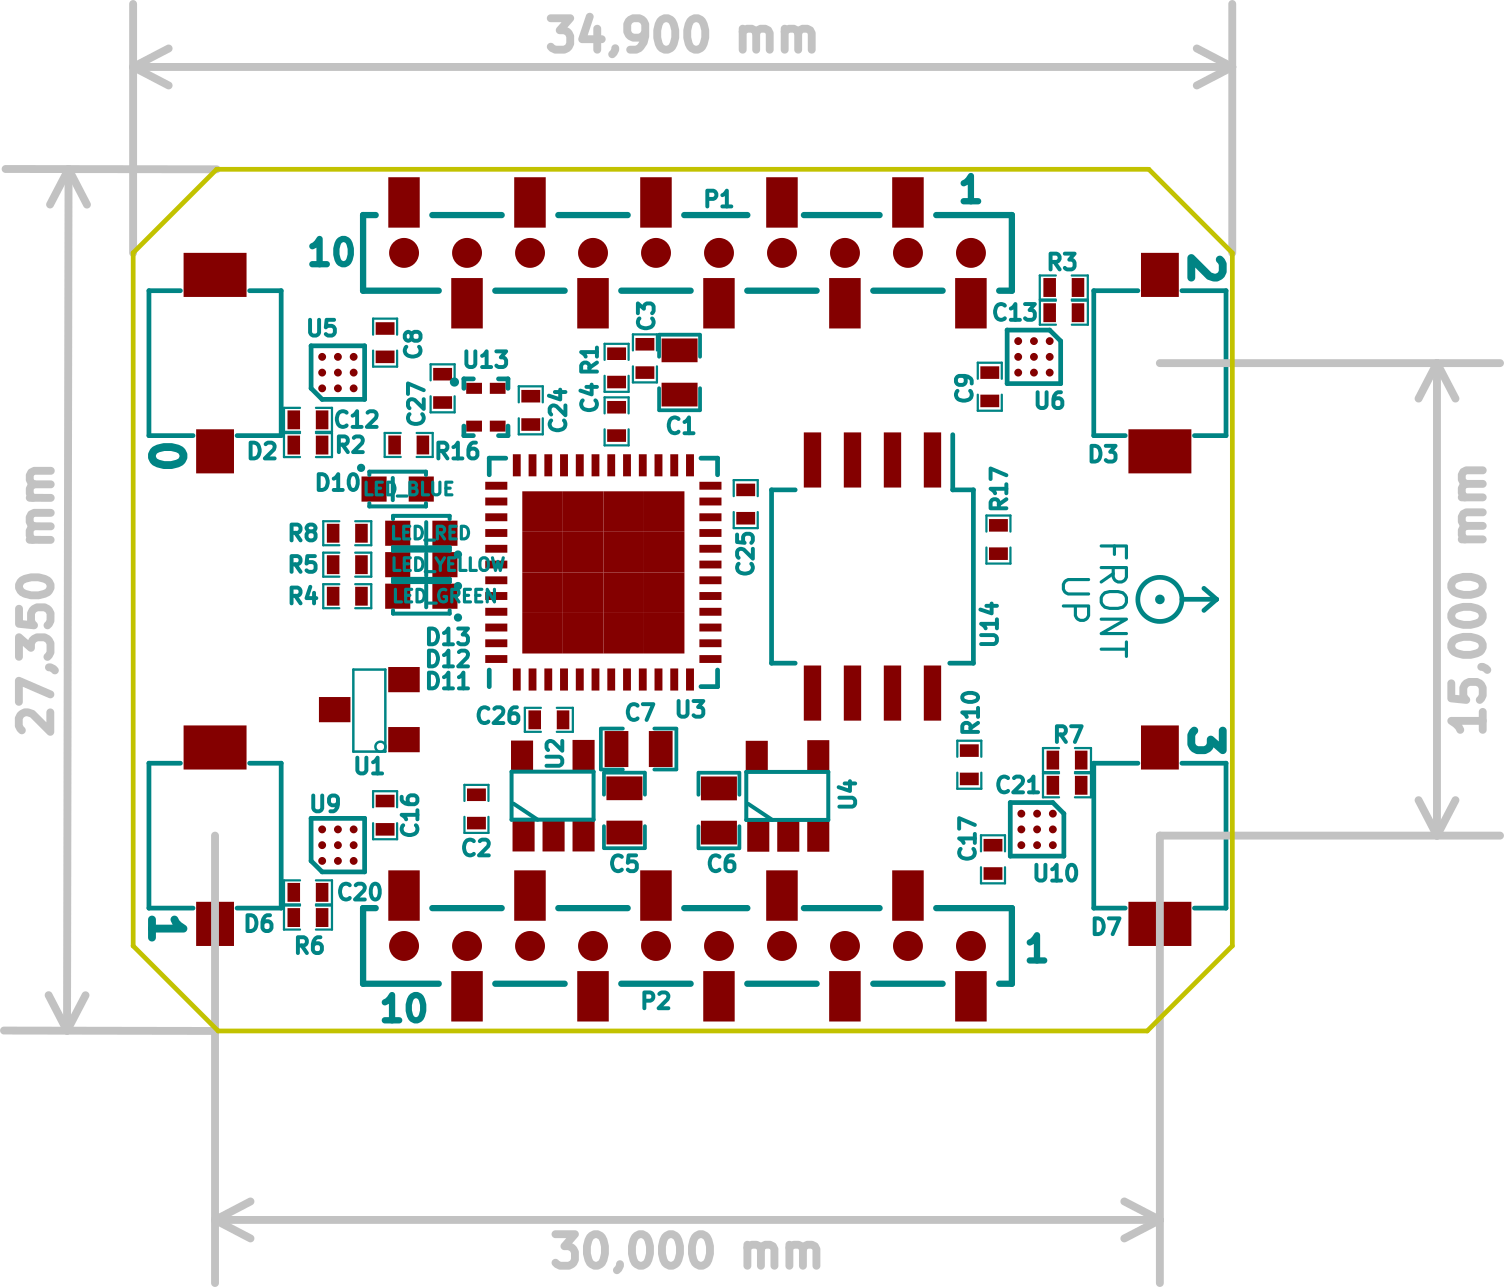 34,900 mm
P1
1
10
2
R3
C13
C3
U5
C8
U13
R1
C27
C24
C4
C9
U6
C12
C1
0
D2
R2
R16
D3
D10
LED_BLUE
R17
R8
LED_RED
C25
R5
LED_YELLOW
FRONT
UP
R4
LED_GREEN
27,350 mm
15,000 mm
U14
D13
D12
D11
C26
C7
U3
R10
U2
3
R7
U1
C21
U4
U9
C16
C2
C5
C6
C17
U10
C20
1
D6
R6
D7
1
10
P2
30,000 mm